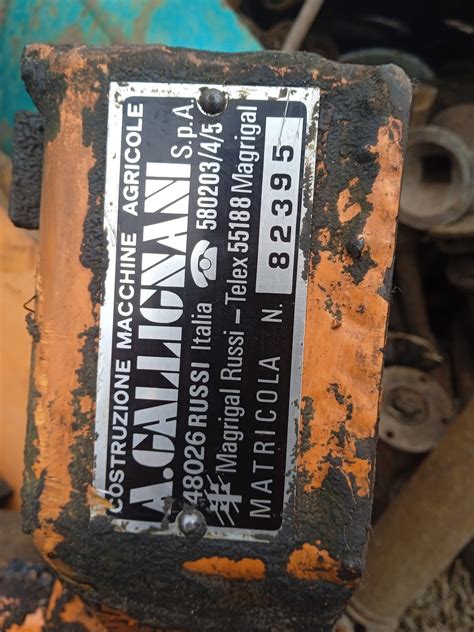 COSTRUZIONE MACCHINE AGRICOLE
A.CALLIGNANI S.p.A.
48026 RUSSI Italia ☎ 580203/4/5
Magrigal Russi – Telex 55188 Magrigal
MATRICOLA N. 82395